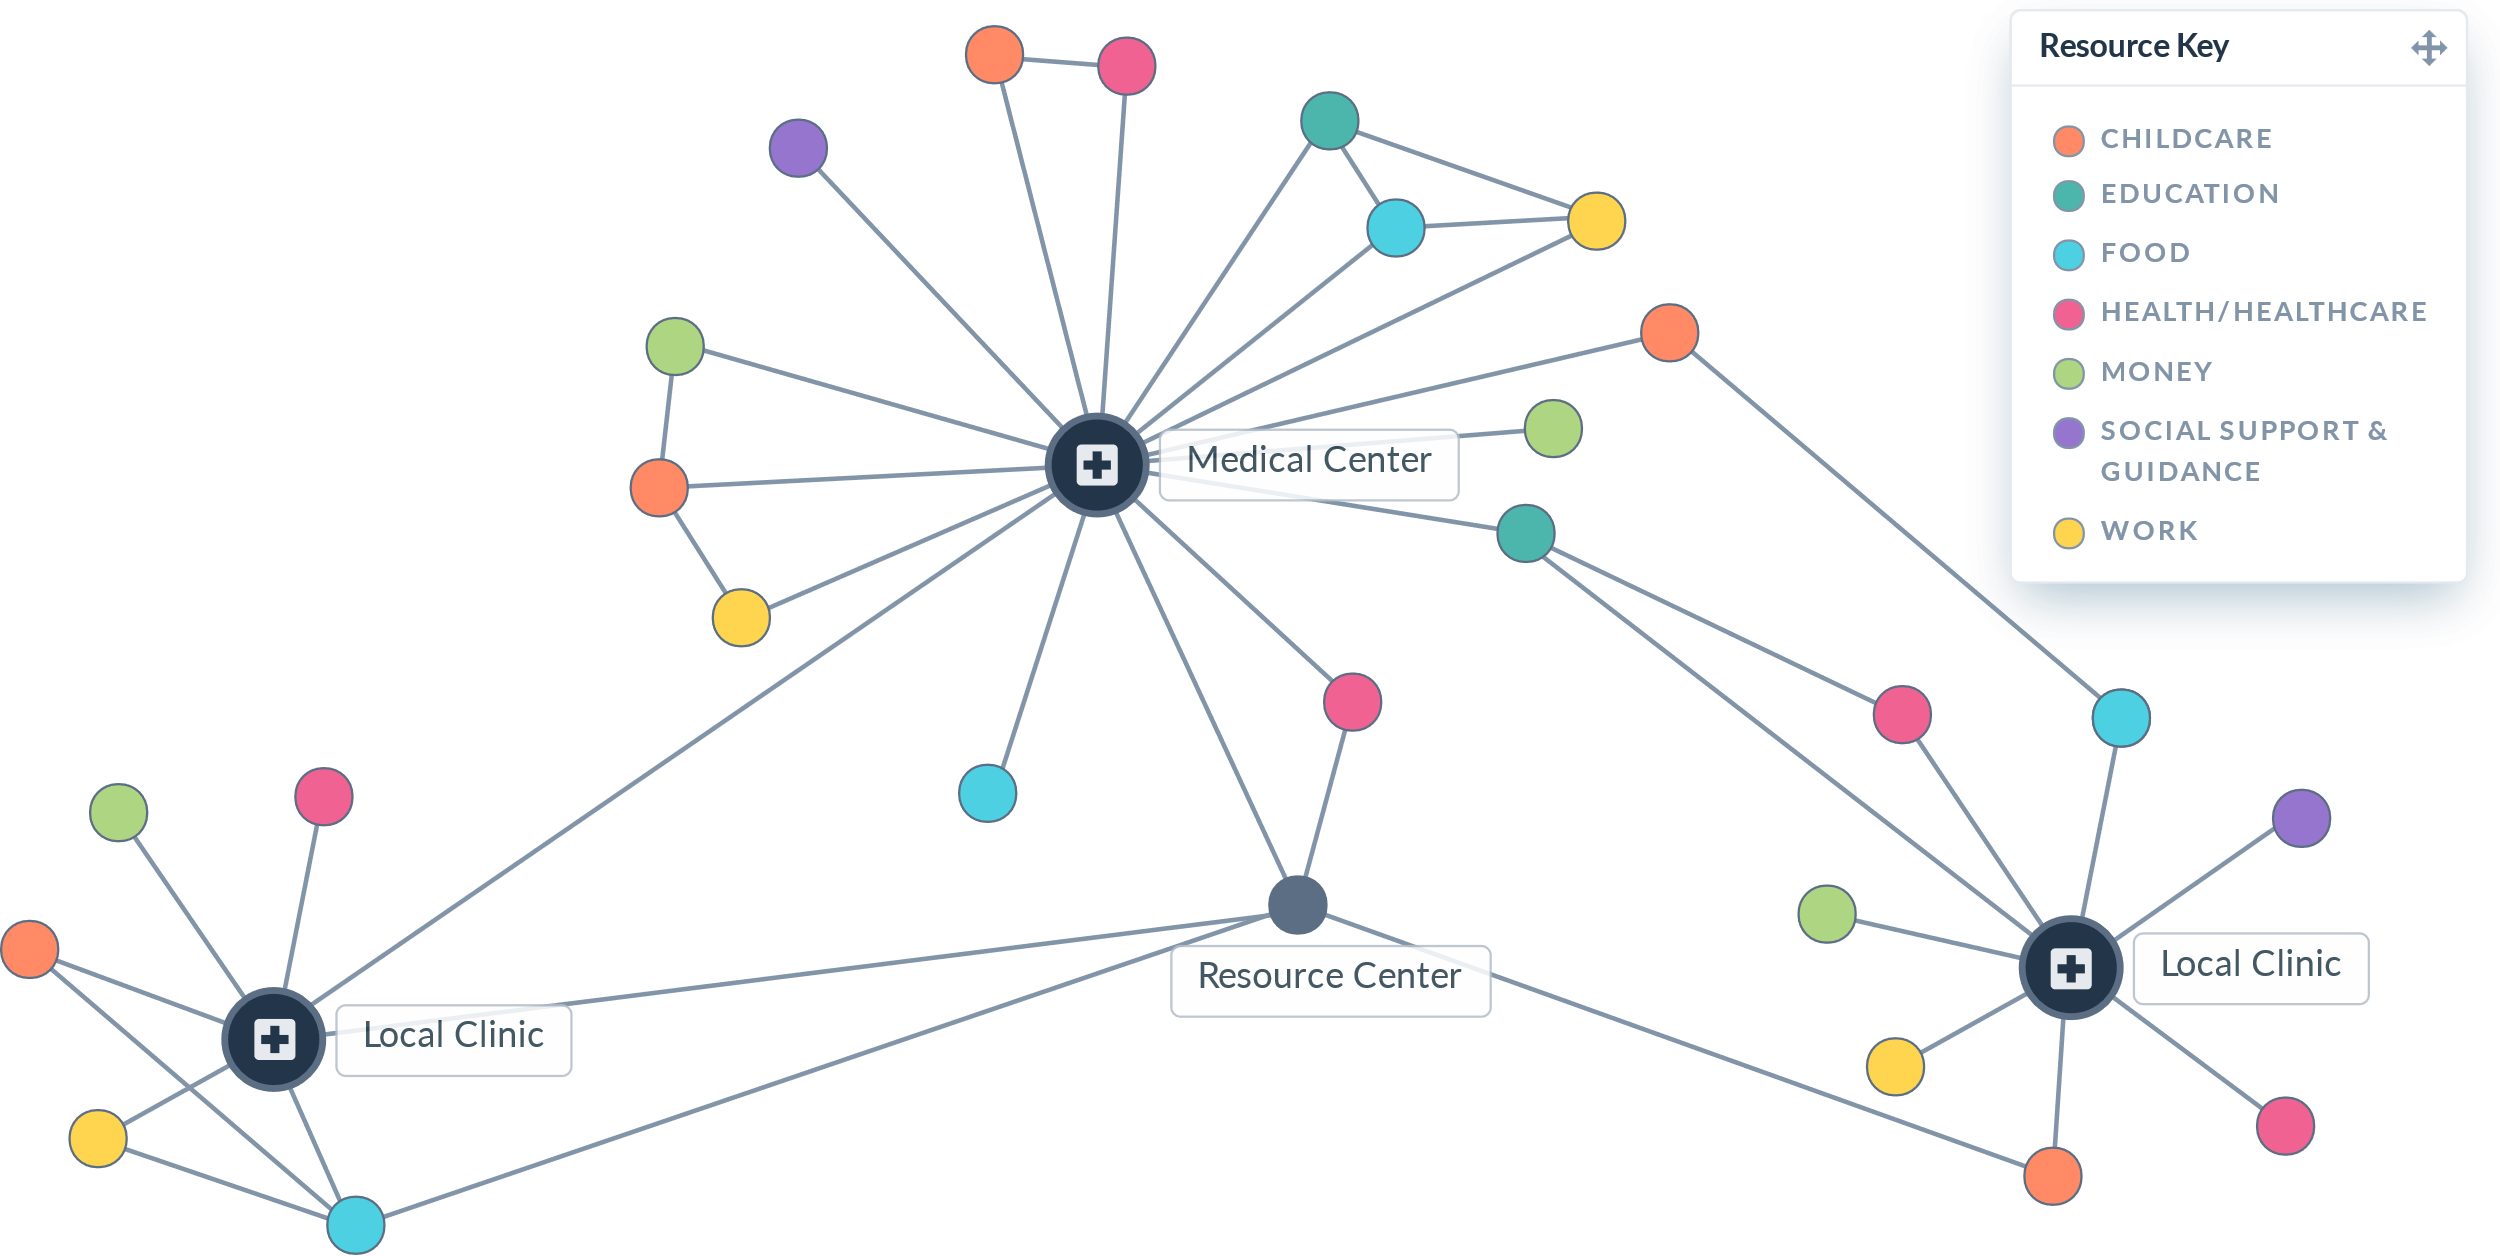 Resource Key
CHILDCARE
EDUCATION
FOOD
HEALTH/HEALTHCARE
MONEY
SOCIAL SUPPORT &
GUIDANCE
WORK
Medical Center
Resource Center
Local Clinic
Local Clinic